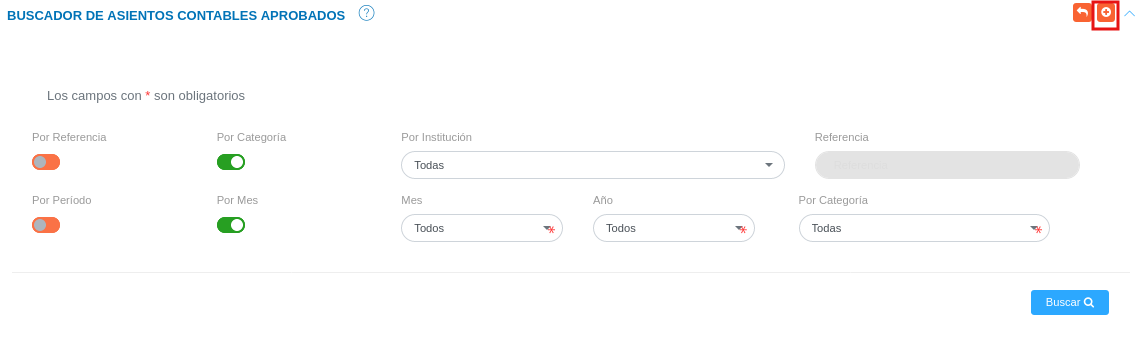 BUSCADOR DE ASIENTOS CONTABLES APROBADOS ?
Los campos con * son obligatorios
Por Referencia Por Categoría Por Institución Referencia
Todas Referencia
Por Período Por Mes Mes Año Por Categoría
Todos * Todos * Todas *
Buscar